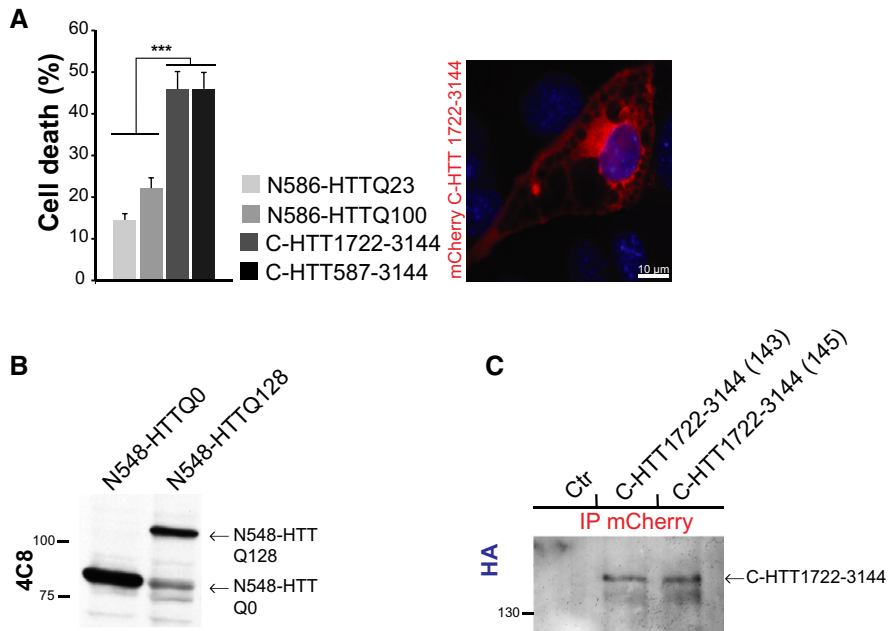 A
60
50
40
30
20
10
0
Cell death (%)
***
N586-HTTQ23
N586-HTTQ100
C-HTT1722-3144
C-HTT587-3144
mCherry C-HTT 1722-3144
10 µm
B
N548-HTTQ0
N548-HTTQ128
100
75
4C8
N548-HTT
Q128
N548-HTT
Q0
C
Ctr
C-HTT1722-3144 (143)
C-HTT1722-3144 (145)
IP mCherry
HA
130
C-HTT1722-3144